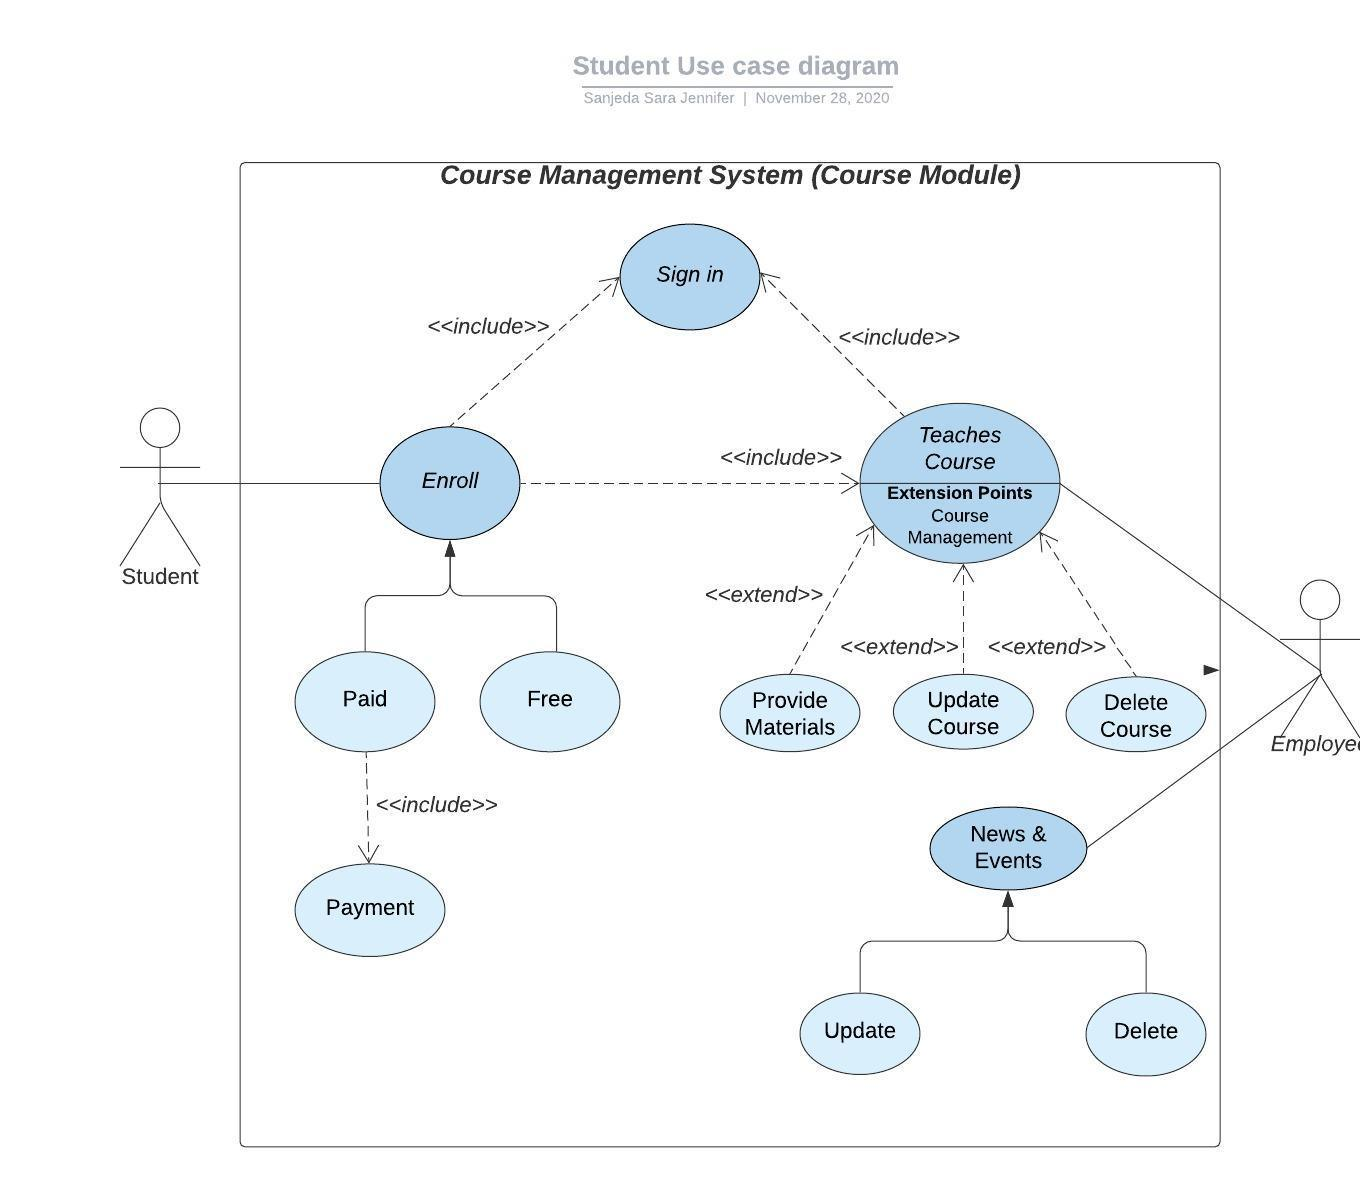 Student Use case diagram
Sanjeda Sara Jennifer | November 28, 2020
Course Management System (Course Module)
Sign in
<<include>>
<<include>>
Teaches
Course
<<include>>
Enroll
Extension Points
Course
Management
Student
<<extend>>
<<extend>>
<<extend>>
Paid
Free
Provide
Materials
Update
Course
Delete
Course
Employee
<<include>>
News &
Events
Payment
Update
Delete